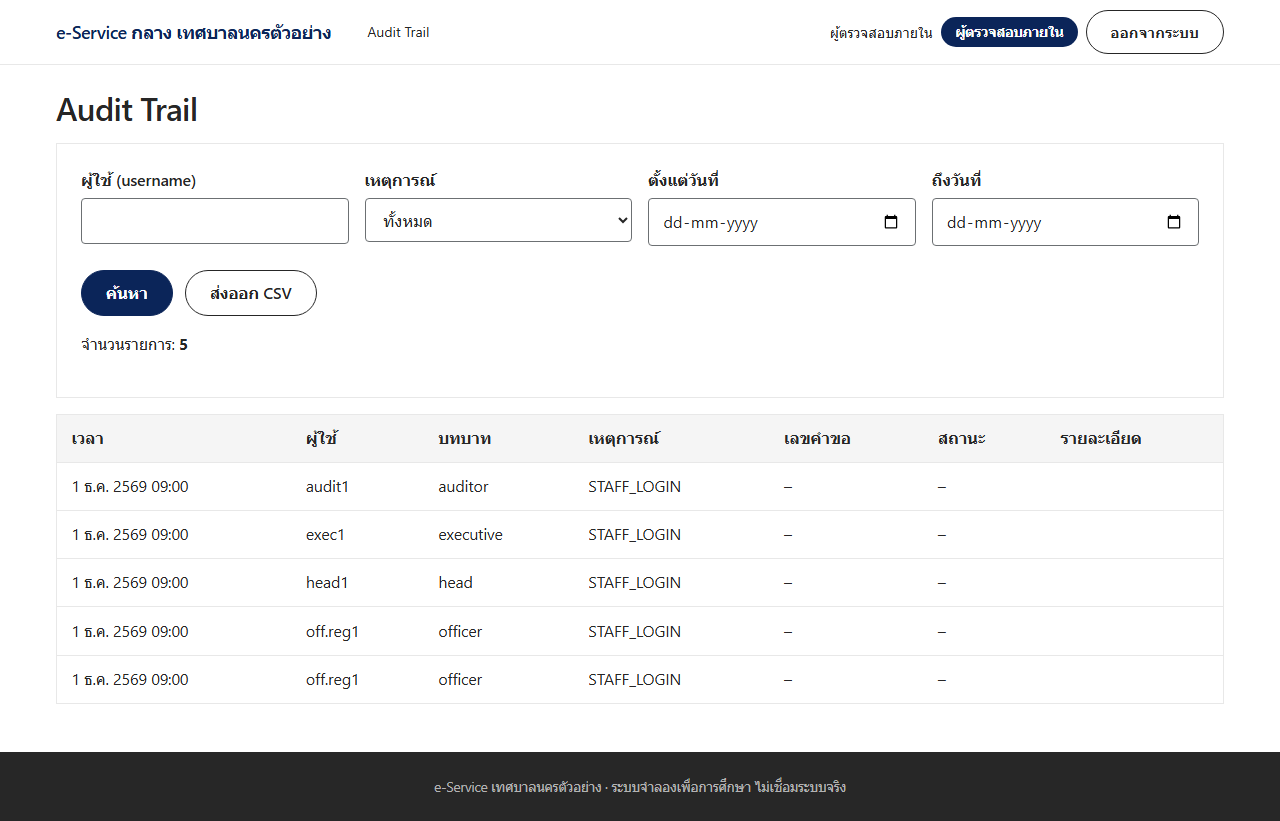 e-Service กลาง เทศบาลนครตัวอย่าง Audit Trail ผู้ตรวจสอบภายใน ผู้ตรวจสอบภายใน ออกจากระบบ
Audit Trail
ผู้ใช้ (username) เหตุการณ์ ตั้งแต่วันที่ ถึงวันที่
ทั้งหมด dd-mm-yyyy dd-mm-yyyy
ค้นหา ส่งออก CSV
จำนวนรายการ: 5
เวลา ผู้ใช้ บทบาท เหตุการณ์ เลขคำขอ สถานะ รายละเอียด
1 ธ.ค. 2569 09:00 audit1 auditor STAFF_LOGIN – –
1 ธ.ค. 2569 09:00 exec1 executive STAFF_LOGIN – –
1 ธ.ค. 2569 09:00 head1 head STAFF_LOGIN – –
1 ธ.ค. 2569 09:00 off.reg1 officer STAFF_LOGIN – –
1 ธ.ค. 2569 09:00 off.reg1 officer STAFF_LOGIN – –
e-Service เทศบาลนครตัวอย่าง · ระบบจำลองเพื่อการศึกษา ไม่เชื่อมระบบจริง